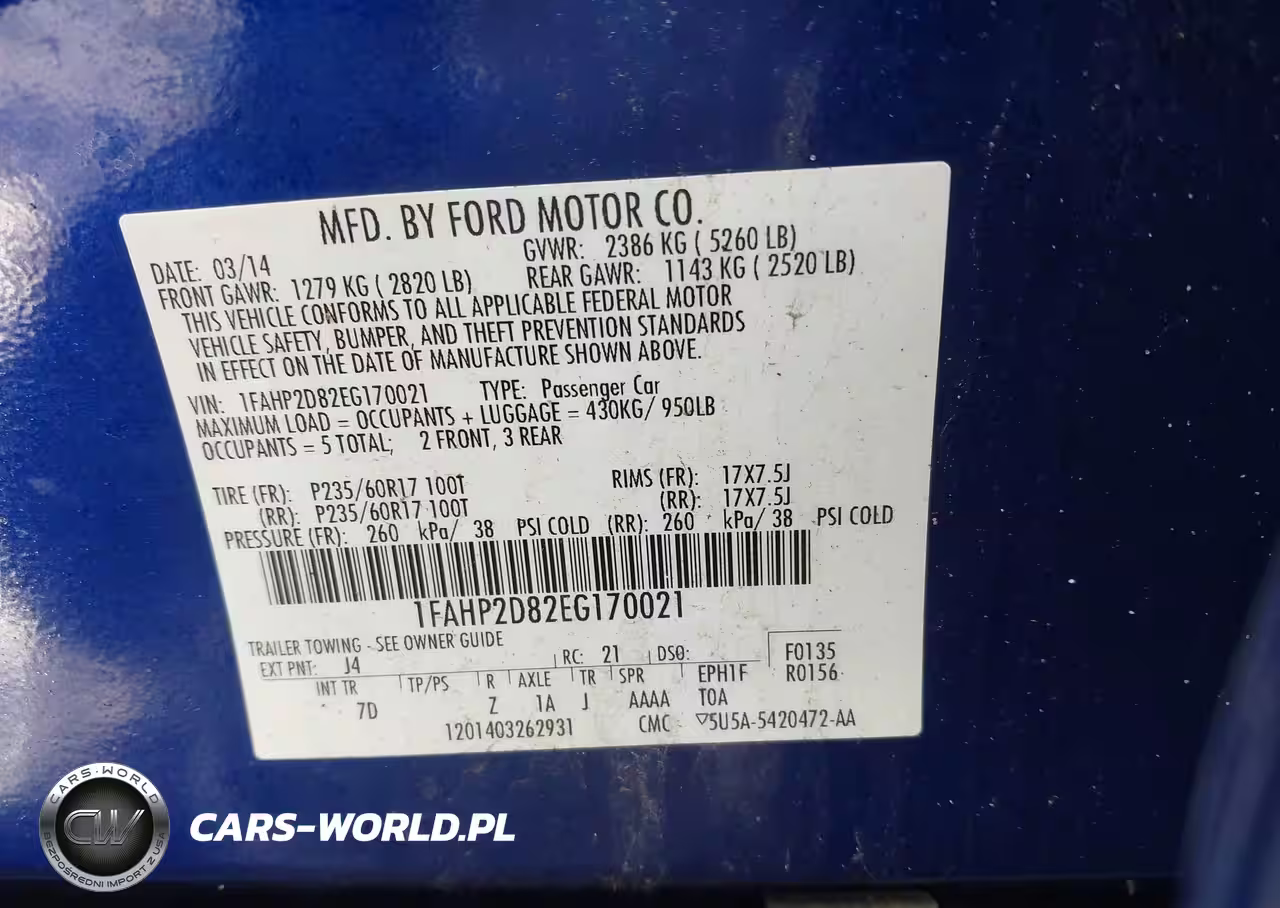 MFD. BY FORD MOTOR CO.
DATE: 03/14 GVWR: 2386 KG ( 5260 LB)
FRONT GAWR: 1279 KG ( 2820 LB) REAR GAWR: 1143 KG ( 2520 LB)
THIS VEHICLE CONFORMS TO ALL APPLICABLE FEDERAL MOTOR
VEHICLE SAFETY, BUMPER, AND THEFT PREVENTION STANDARDS
IN EFFECT ON THE DATE OF MANUFACTURE SHOWN ABOVE.
VIN: 1FAHP2D82EG170021 TYPE: Passenger Car
MAXIMUM LOAD = OCCUPANTS + LUGGAGE = 430KG/ 950LB
OCCUPANTS = 5 TOTAL; 2 FRONT, 3 REAR
TIRE (FR): P235/60R17 100T RIMS (FR): 17X7.5J
(RR): P235/60R17 100T (RR): 17X7.5J
PRESSURE (FR): 260 kPa/ 38 PSI COLD (RR): 260 kPa/ 38 PSI COLD
1FAHP2D82EG170021
TRAILER TOWING - SEE OWNER GUIDE
EXT PNT: J4 RC: 21 DSO: F0135
INT TR TP/PS R AXLE TR SPR EPH1F R0156
7D Z 1A J AAAA TOA
1201403262931 CMC ▽5U5A-5420472-AA
CARS-WORLD
CW
BEZPOŚREDNI IMPORT Z USA
CARS-WORLD.PL